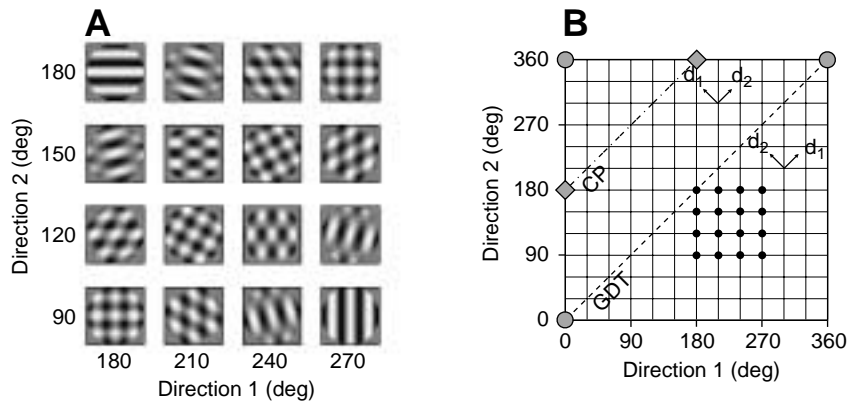 A
180
150
120
90
Direction 2 (deg)
180 210 240 270
Direction 1 (deg)
B
360
270
180
90
0
Direction 2 (deg)
d1 d2
d2 d1
CP
GDT
0 90 180 270 360
Direction 1 (deg)